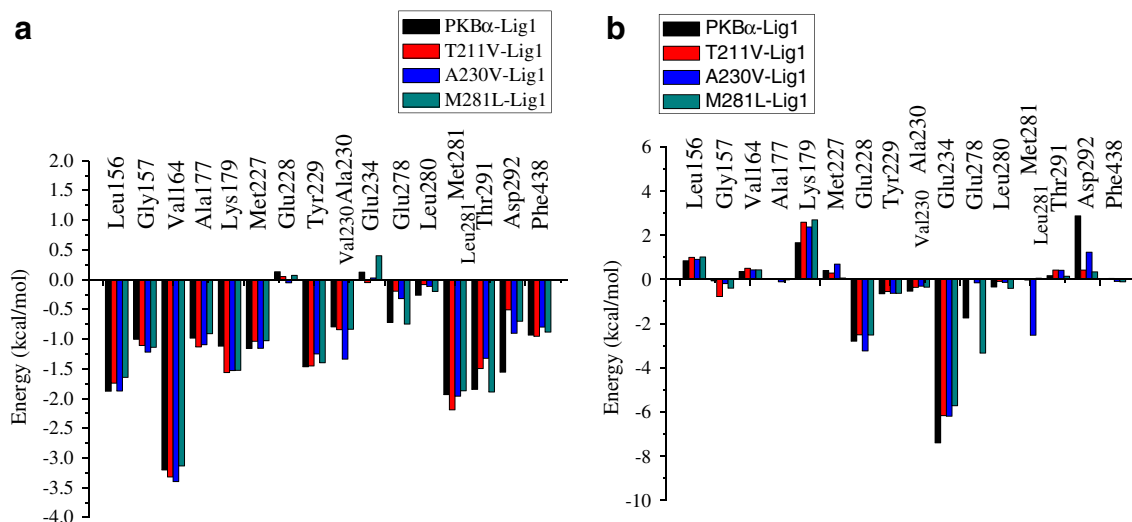 a
PKBα-Lig1
T211V-Lig1
A230V-Lig1
M281L-Lig1
2.0
1.5
1.0
0.5
0.0
-0.5
-1.0
-1.5
-2.0
-2.5
-3.0
-3.5
-4.0
Energy (kcal/mol)
Leu156
Gly157
Val164
Ala177
Lys179
Met227
Glu228
Tyr229
Val230
Ala230
Glu234
Glu278
Leu280
Met281
Leu281
Thr291
Asp292
Phe438
b
PKBα-Lig1
T211V-Lig1
A230V-Lig1
M281L-Lig1
6
4
2
0
-2
-4
-6
-8
-10
Energy (kcal/mol)
Leu156
Gly157
Val164
Ala177
Lys179
Met227
Glu228
Tyr229
Ala230
Val230
Glu234
Glu278
Leu280
Met281
Leu281
Thr291
Asp292
Phe438